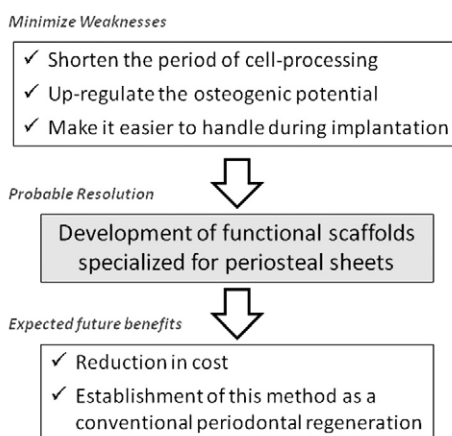 Minimize Weaknesses
✓ Shorten the period of cell-processing
✓ Up-regulate the osteogenic potential
✓ Make it easier to handle during implantation
Probable Resolution
Development of functional scaffolds
specialized for periosteal sheets
Expected future benefits
✓ Reduction in cost
✓ Establishment of this method as a
conventional periodontal regeneration